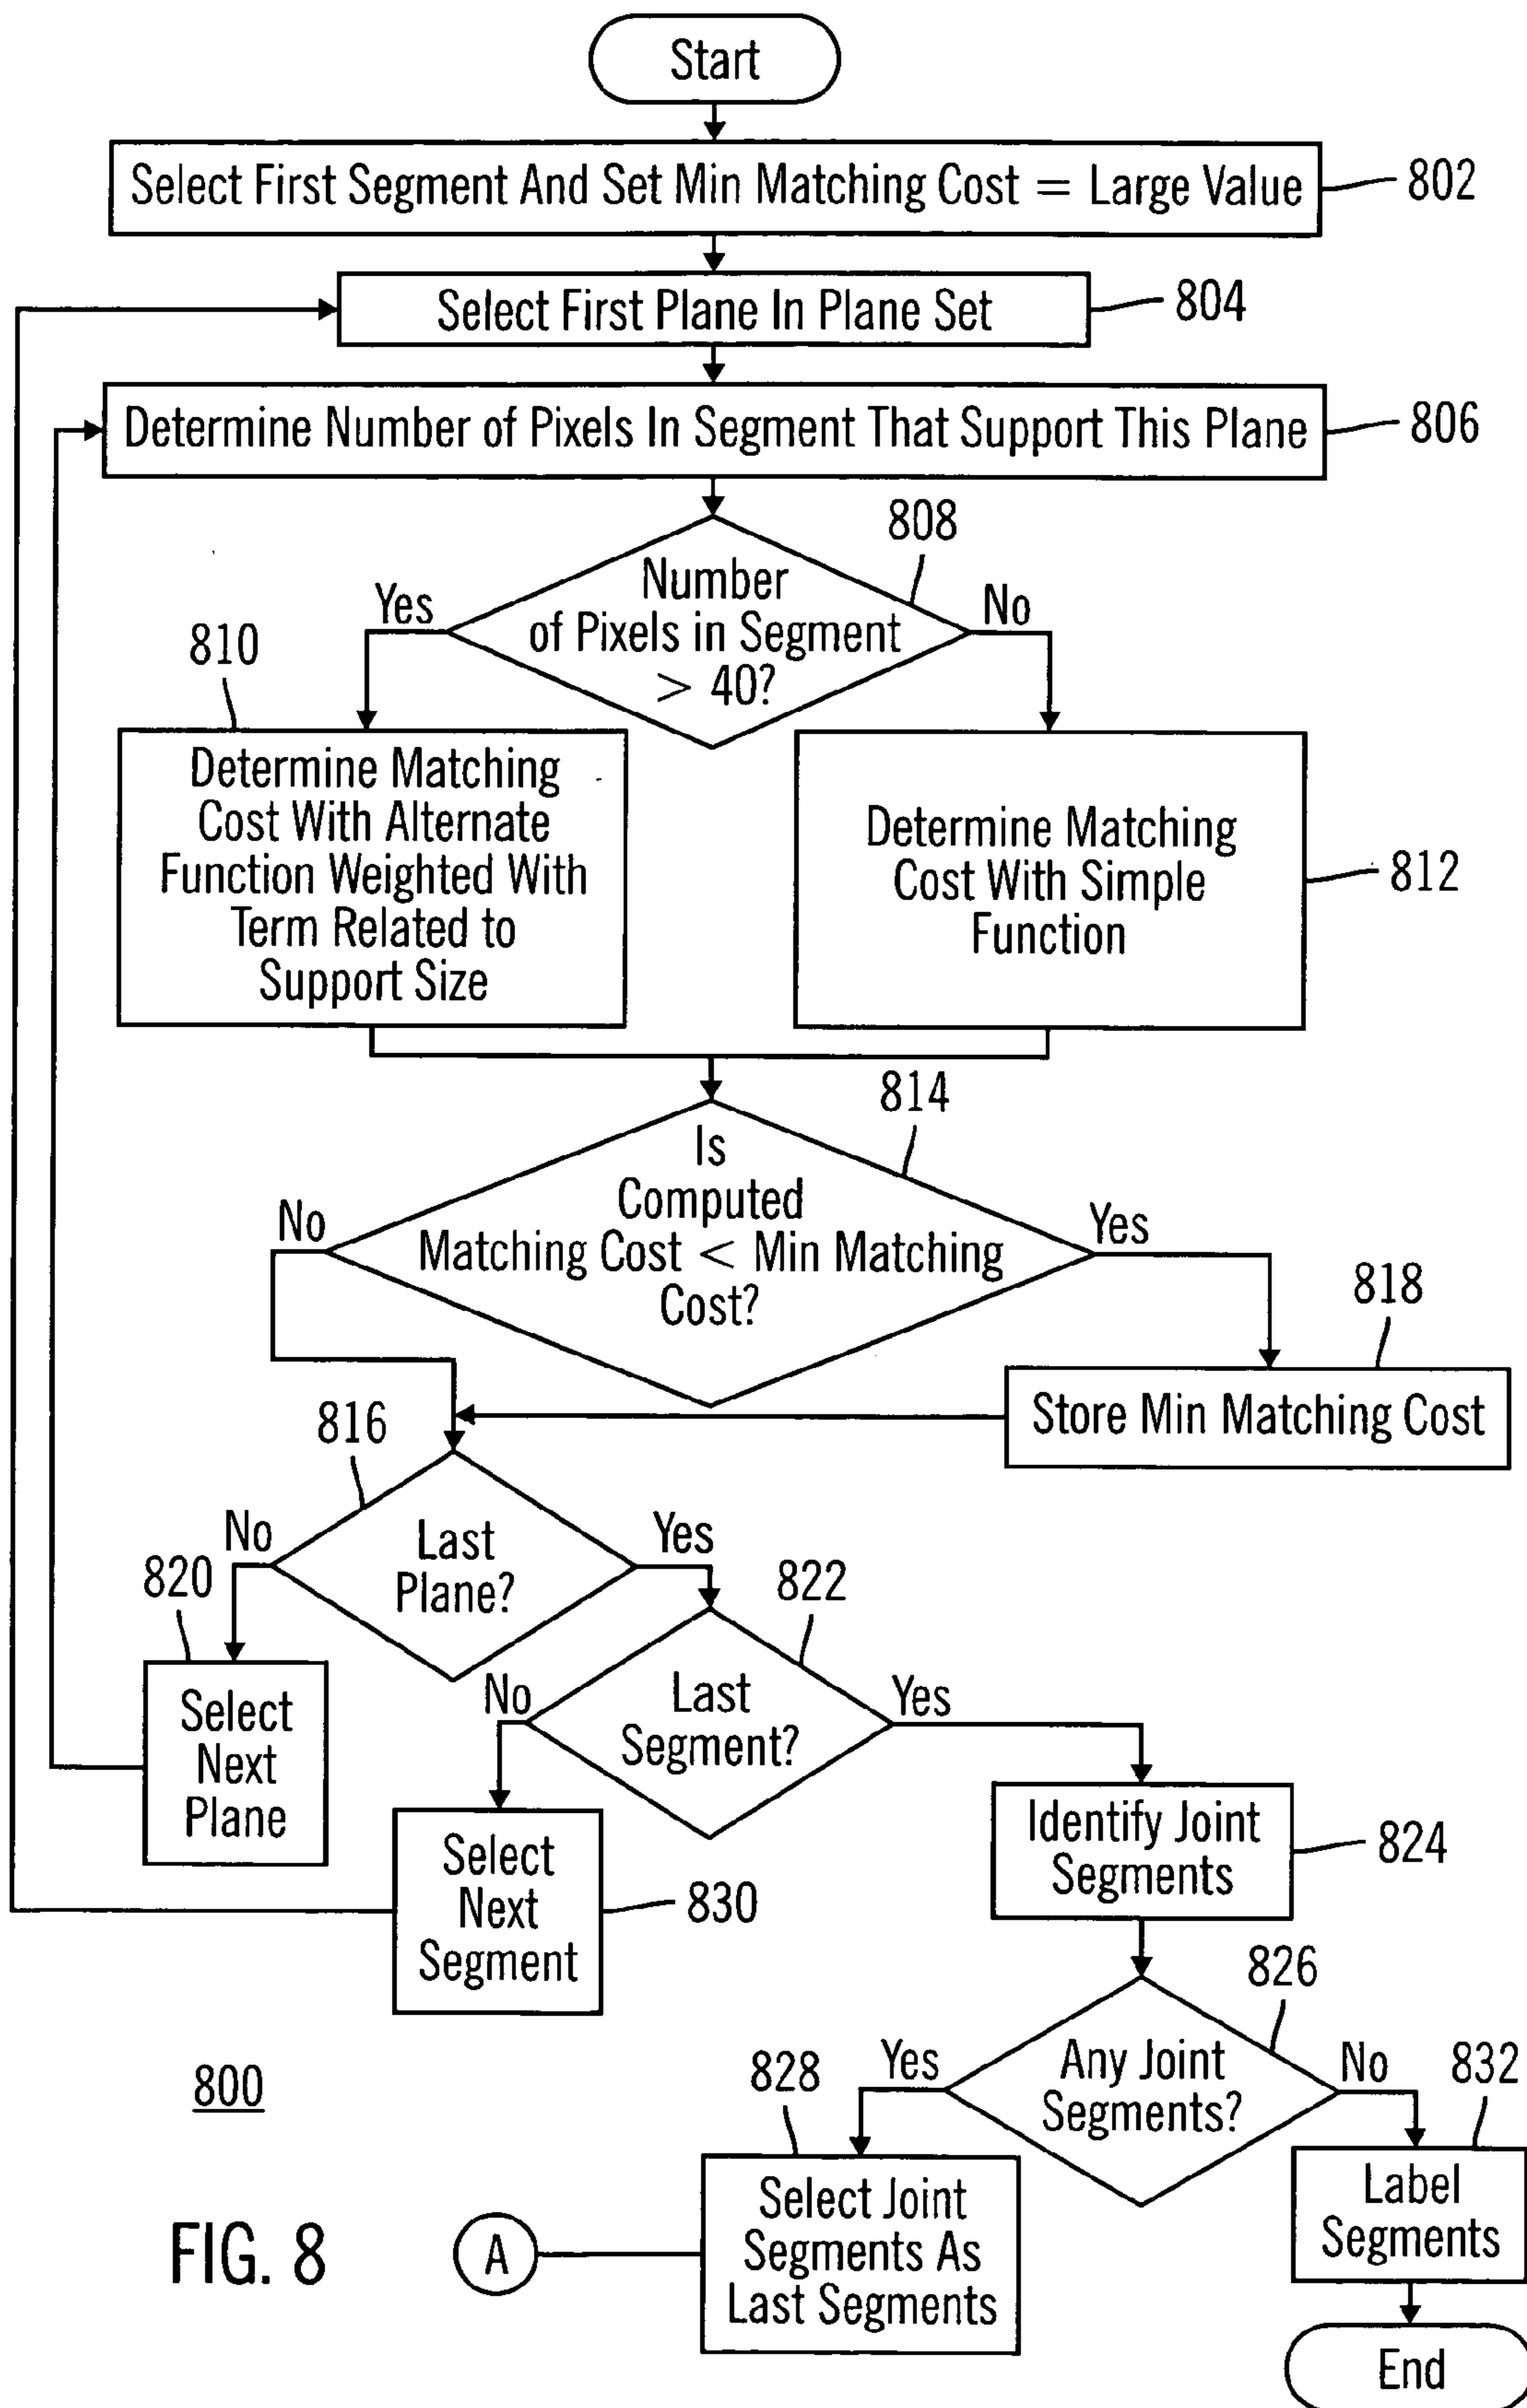 Start
Select First Segment And Set Min Matching Cost = Large Value
802
Select First Plane In Plane Set
804
Determine Number of Pixels In Segment That Support This Plane
806
808
Number
of Pixels in Segment
> 40?
Yes
No
810
Determine Matching
Cost With Alternate
Function Weighted With
Term Related to
Support Size
Determine Matching
Cost With Simple
Function
812
814
Is
Computed
Matching Cost < Min Matching
Cost?
No
Yes
818
Store Min Matching Cost
816
Last
Plane?
No
Yes
820
Select
Next
Plane
822
Last
Segment?
No
Yes
Select
Next
Segment
830
Identify Joint
Segments
824
826
Any Joint
Segments?
Yes
No
828
832
Select Joint
Segments As
Last Segments
Label
Segments
800
A
FIG. 8
End